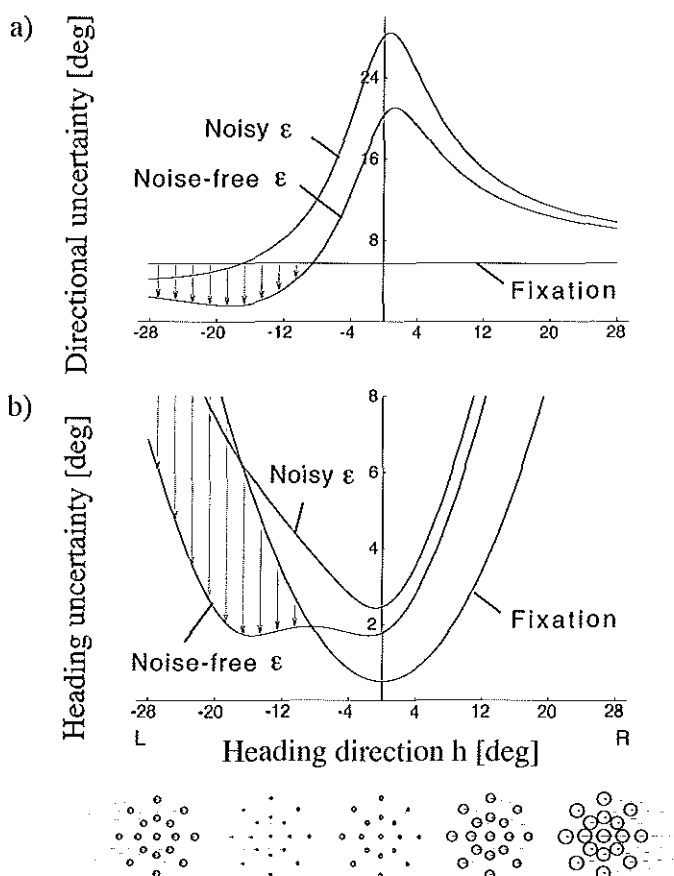 a)
Directional uncertainty [deg]
24
16
8
Noisy ε
Noise-free ε
Fixation
-28 -20 -12 -4 4 12 20 28
b)
Heading uncertainty [deg]
8
6
4
2
Noisy ε
Noise-free ε
Fixation
-28 -20 -12 -4 4 12 20 28
L Heading direction h [deg] R